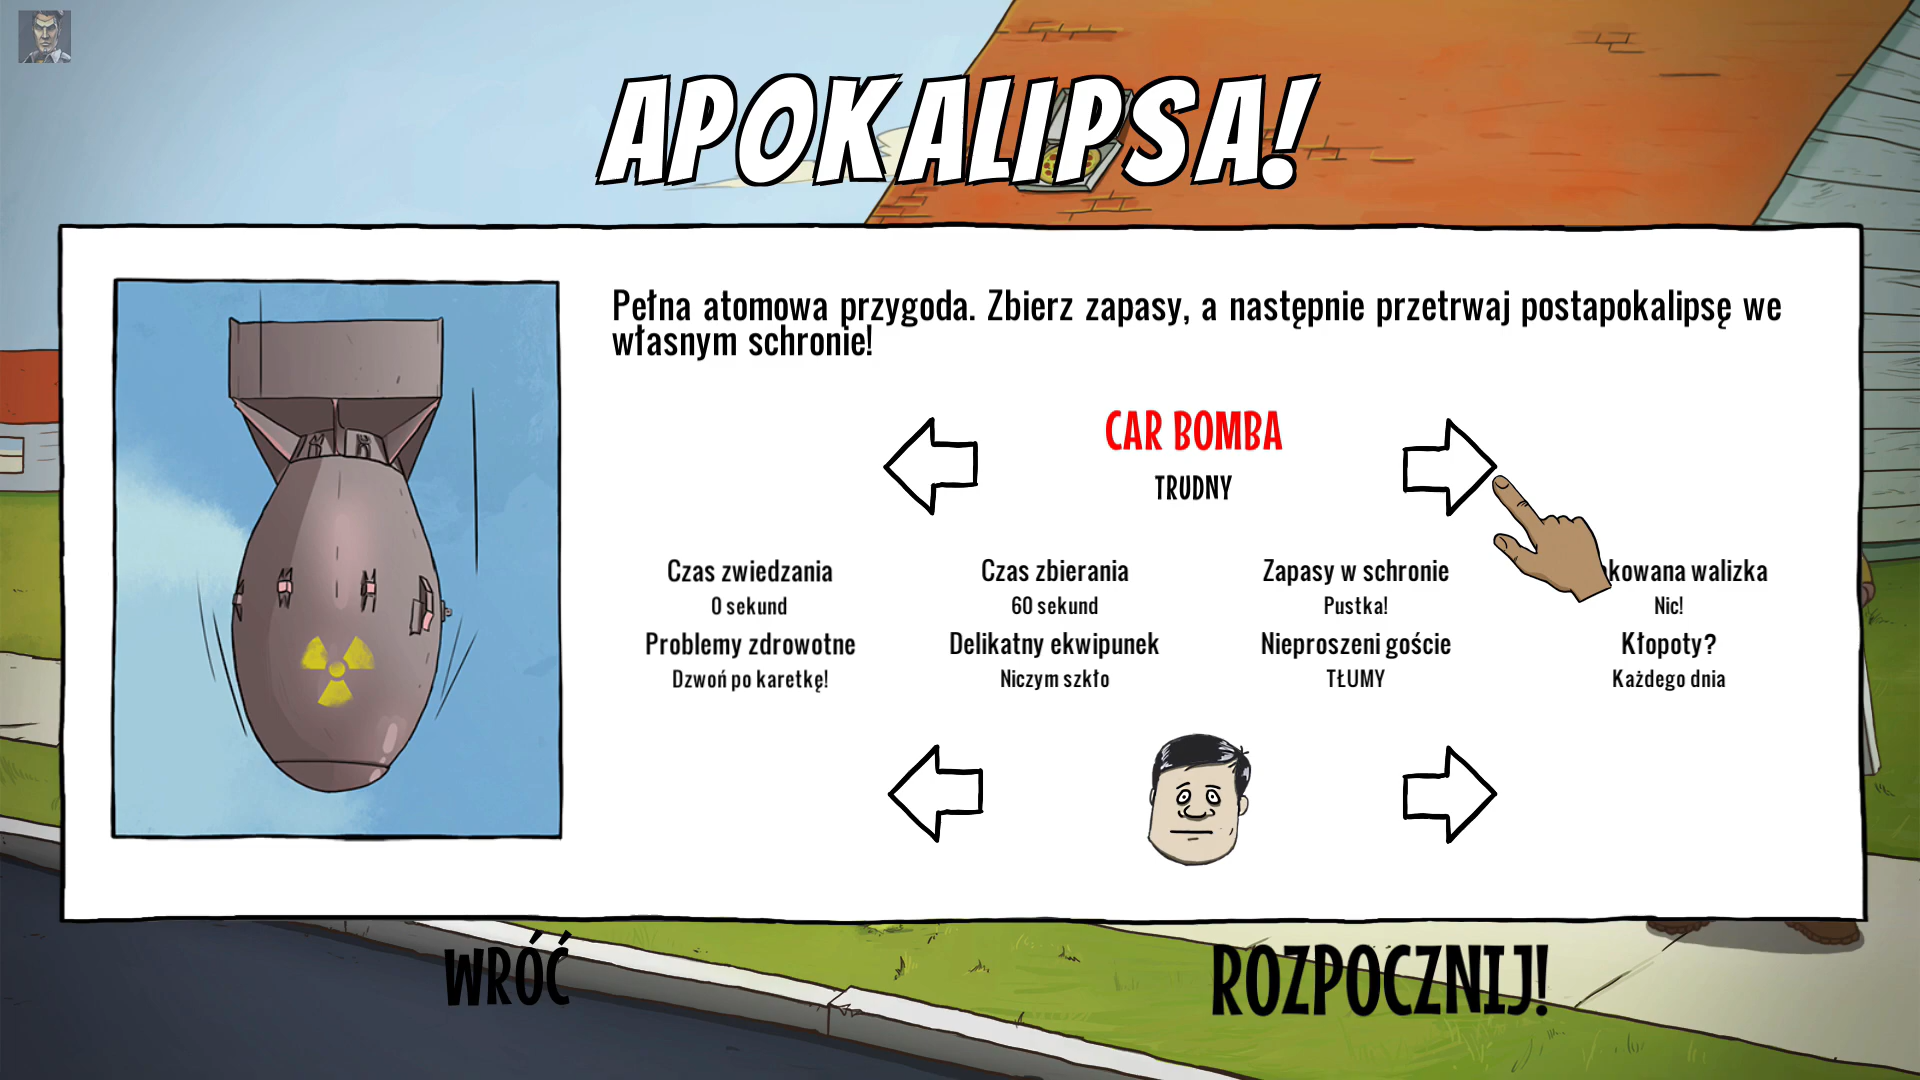 APOKALIPSA!
Pełna atomowa przygoda. Zbierz zapasy, a następnie przetrwaj postapokalipsę we
własnym schronie!
CAR BOMBA
TRUDNY
Czas zwiedzania
0 sekund
Czas zbierania
60 sekund
Zapasy w schronie
Pustka!
kowana walizka
Nic!
Problemy zdrowotne
Dzwoń po karetkę!
Delikatny ekwipunek
Niczym szkło
Nieproszeni goście
TŁUMY
Kłopoty?
Każdego dnia
WRÓĆ
ROZPOCZNIJ!